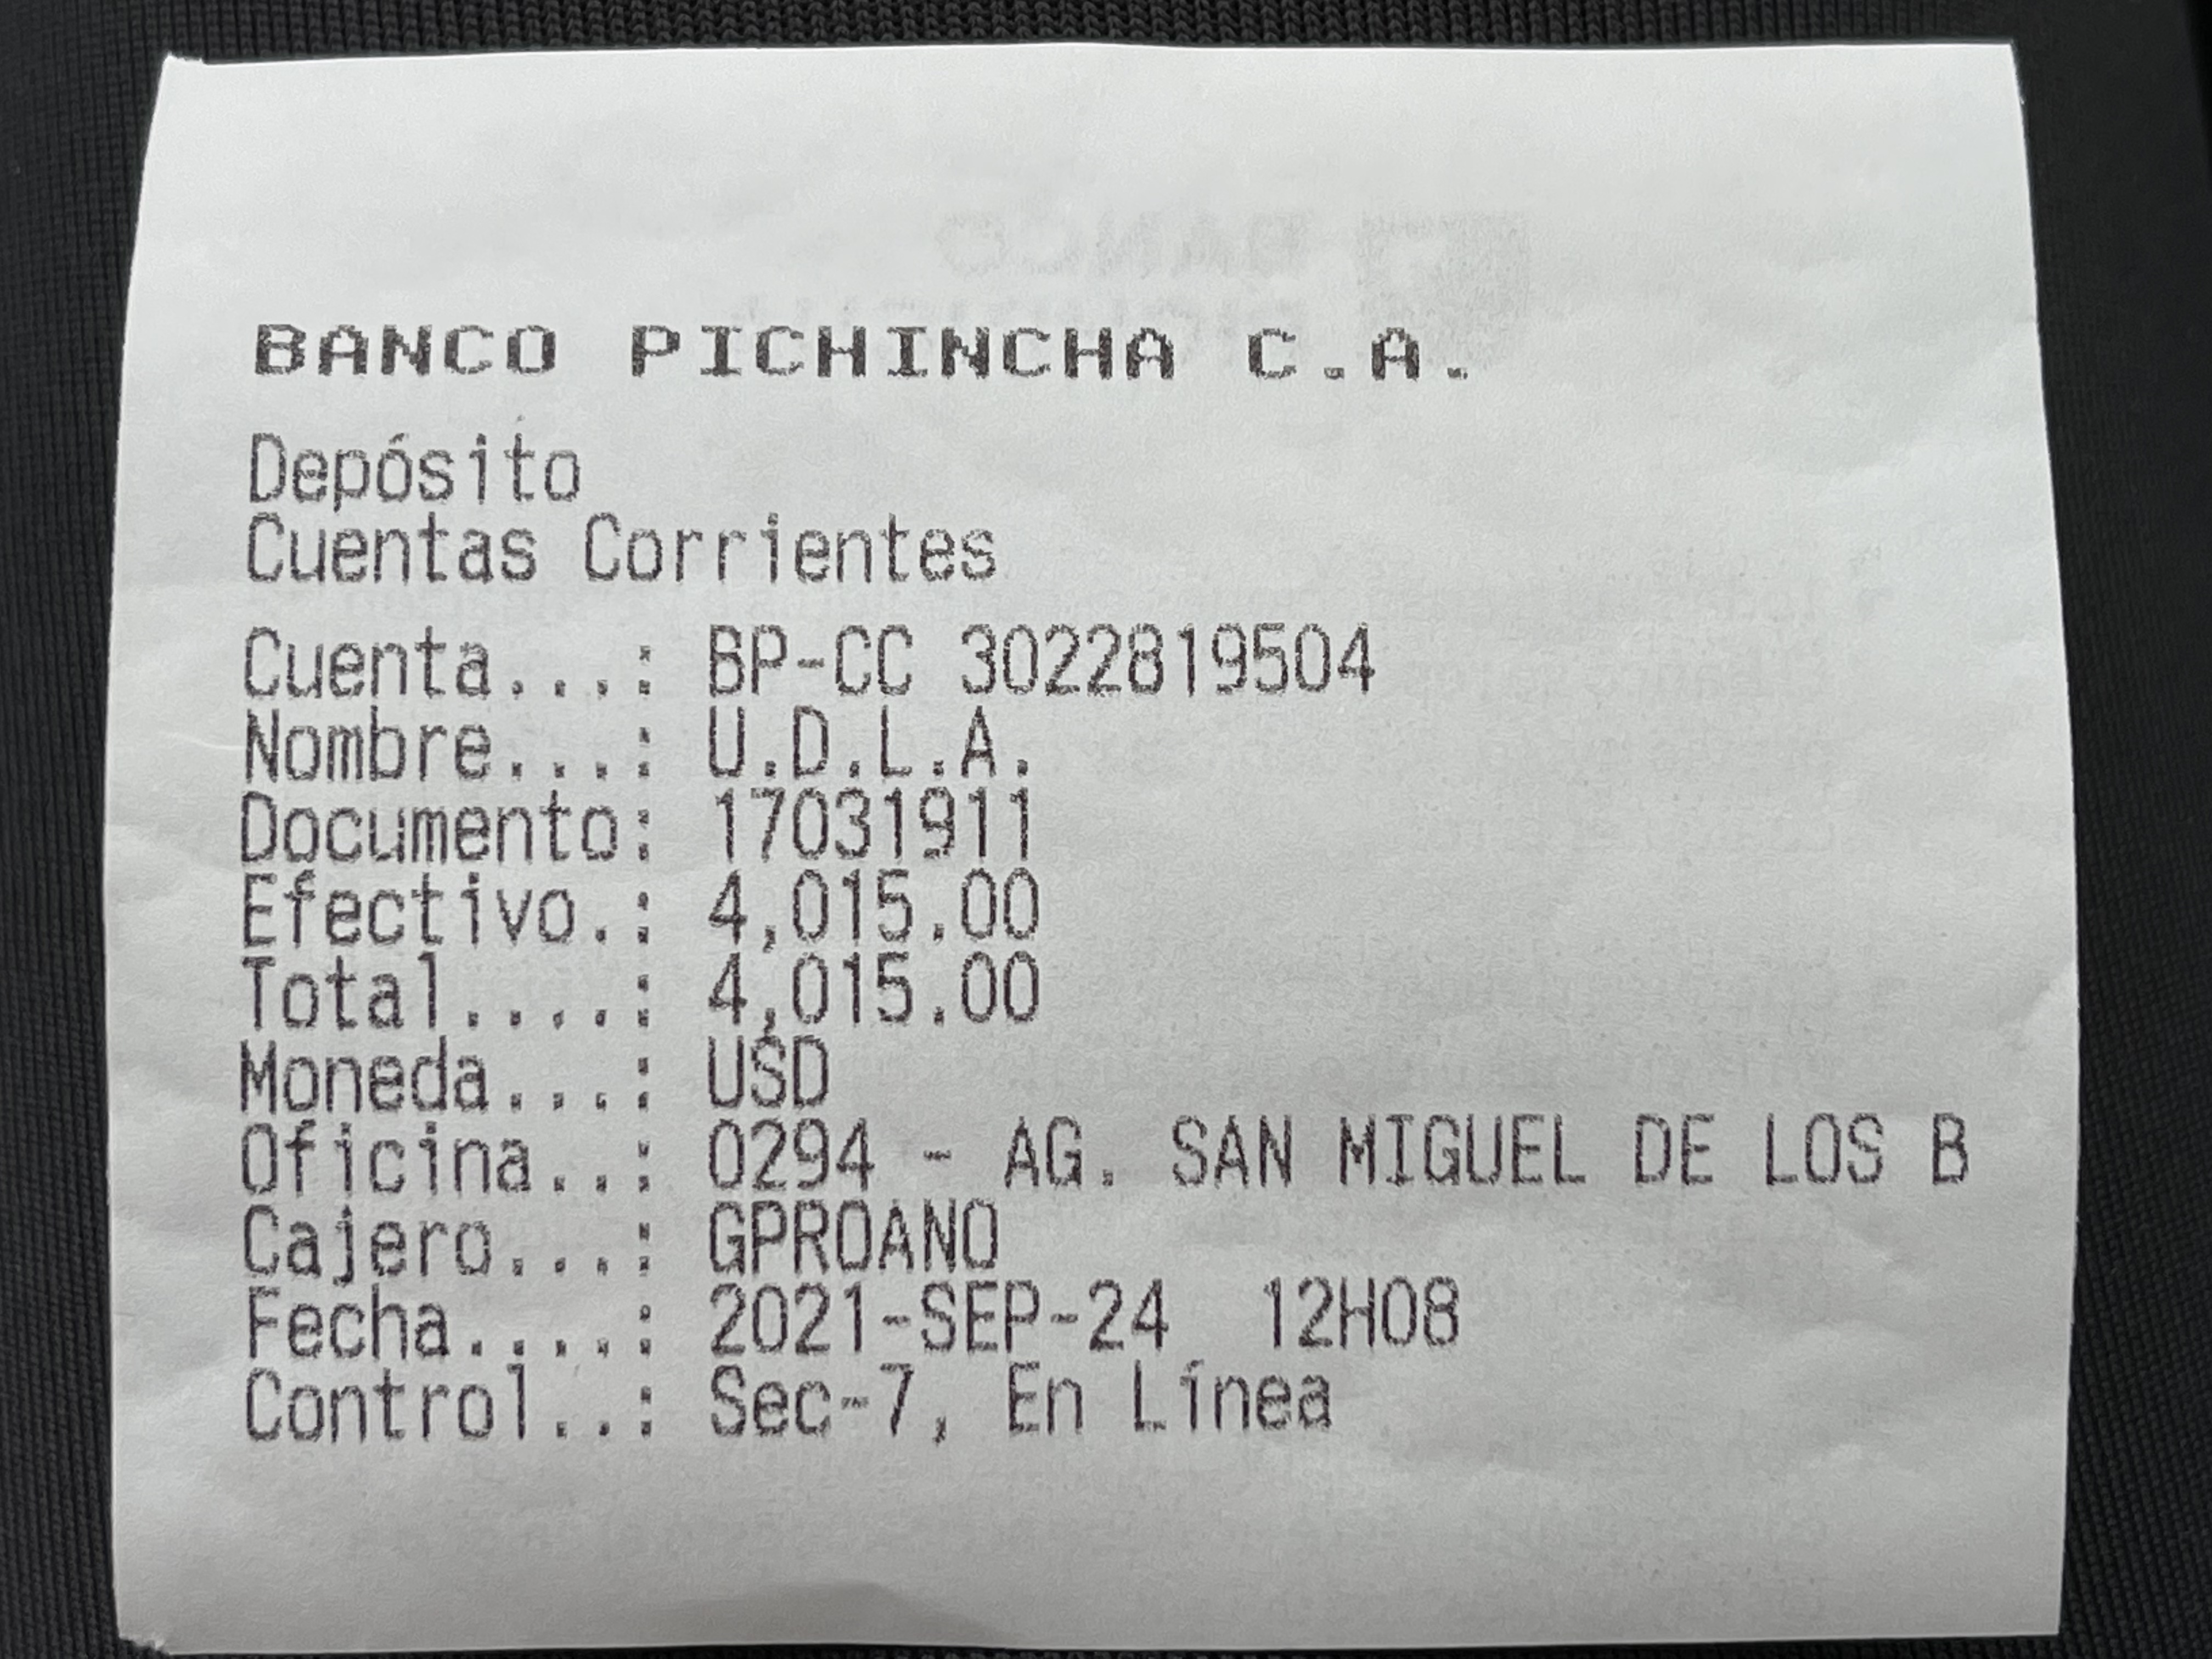 BANCO PICHINCHA C.A.
Depósito
Cuentas Corrientes
Cuenta...: BP-CC 3022819504
Nombre...: U.D.L.A.
Documento: 17031911
Efectivo.: 4,015.00
Total....: 4,015.00
Moneda...: USD
Oficina..: 0294 - AG. SAN MIGUEL DE LOS B
Cajero...: GPROANO
Fecha....: 2021-SEP-24  12H08
Control..: Sec-7, En Línea